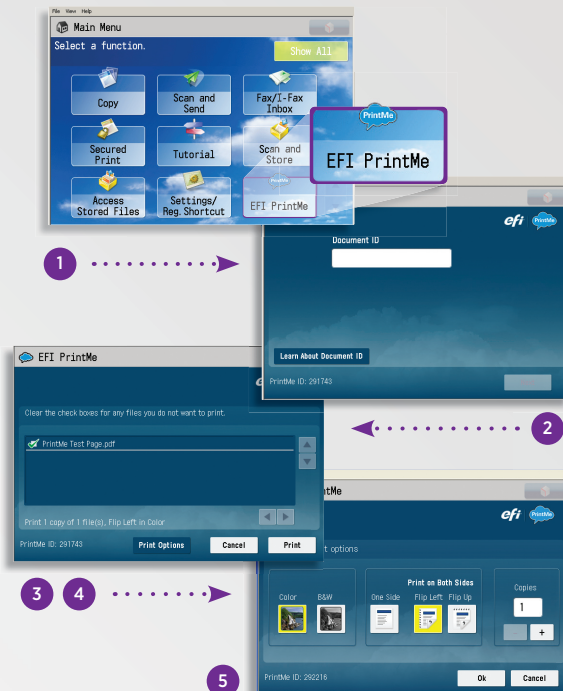 File View Help
Main Menu
Select a function.
Show All
Copy
Scan and
Send
Fax/I-Fax
Inbox
Secured
Print
Tutorial
Scan and
Store
Access
Stored Files
Settings/
Reg. Shortcut
PrintMe
EFI PrintMe
PrintMe
EFI PrintMe
1
efi PrintMe
Document ID
Learn About Document ID
PrintMe ID: 291743
2
EFI PrintMe
Clear the check boxes for any files you do not want to print.
PrintMe Test Page.pdf
Print 1 copy of 1 file(s), Flip Left in Color
PrintMe ID: 291743
Print Options
Cancel
Print
3 4
tMe
efi PrintMe
t options
Color
B&W
Print on Both Sides
One Side
Flip Left
Flip Up
Copies
1
- +
PrintMe ID: 292216
Ok
Cancel
5